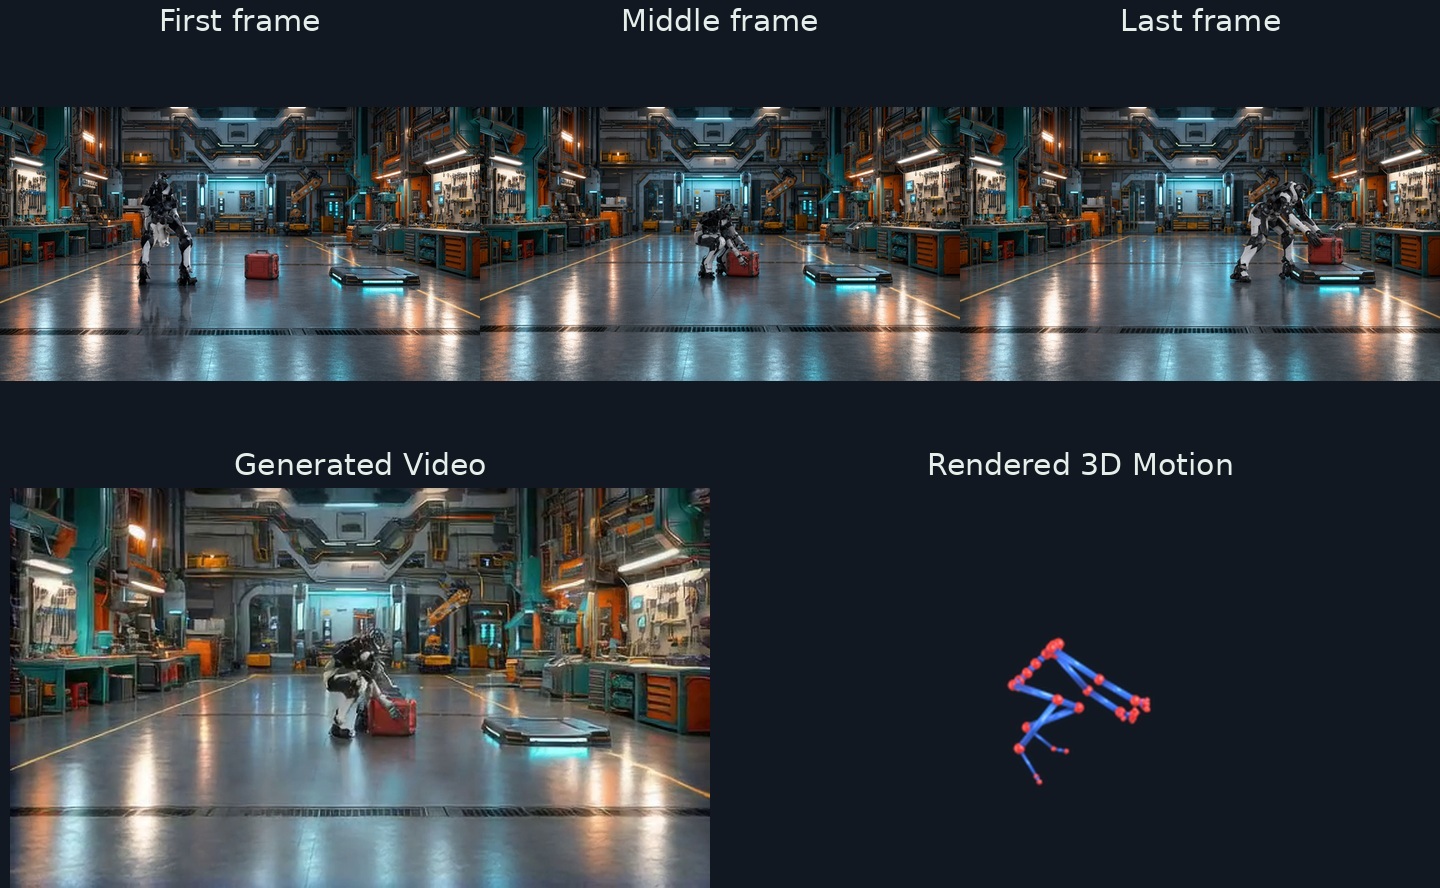 First frame
Middle frame
Last frame
Generated Video
Rendered 3D Motion